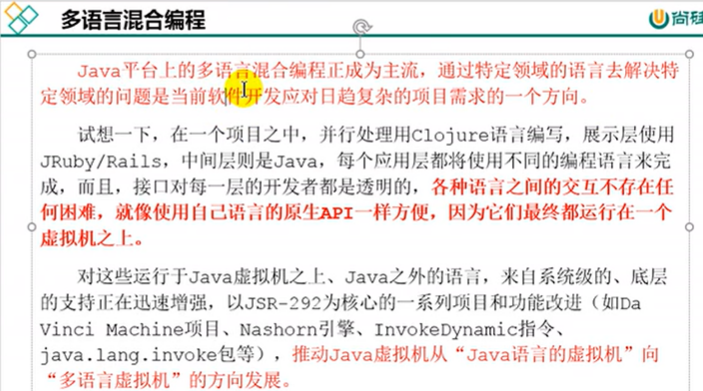 多语言混合编程
尚硅
Java平台上的多语言混合编程正成为主流，通过特定领域的语言去解决特
定领域的问题是当前软件开发应对日趋复杂的项目需求的一个方向。
试想一下，在一个项目之中，并行处理用Clojure语言编写，展示层使用
JRuby/Rails，中间层则是Java，每个应用层都将使用不同的编程语言来完
成，而且，接口对每一层的开发者都是透明的，各种语言之间的交互不存在任
何困难，就像使用自己语言的原生API一样方便，因为它们最终都运行在一个
虚拟机之上。
对这些运行于Java虚拟机之上、Java之外的语言，来自系统级的、底层
的支持正在迅速增强，以JSR-292为核心的一系列项目和功能改进（如Da
Vinci Machine项目、Nashorn引擎、InvokeDynamic指令、
java.lang.invoke包等），推动Java虚拟机从“Java语言的虚拟机”向
“多语言虚拟机”的方向发展。